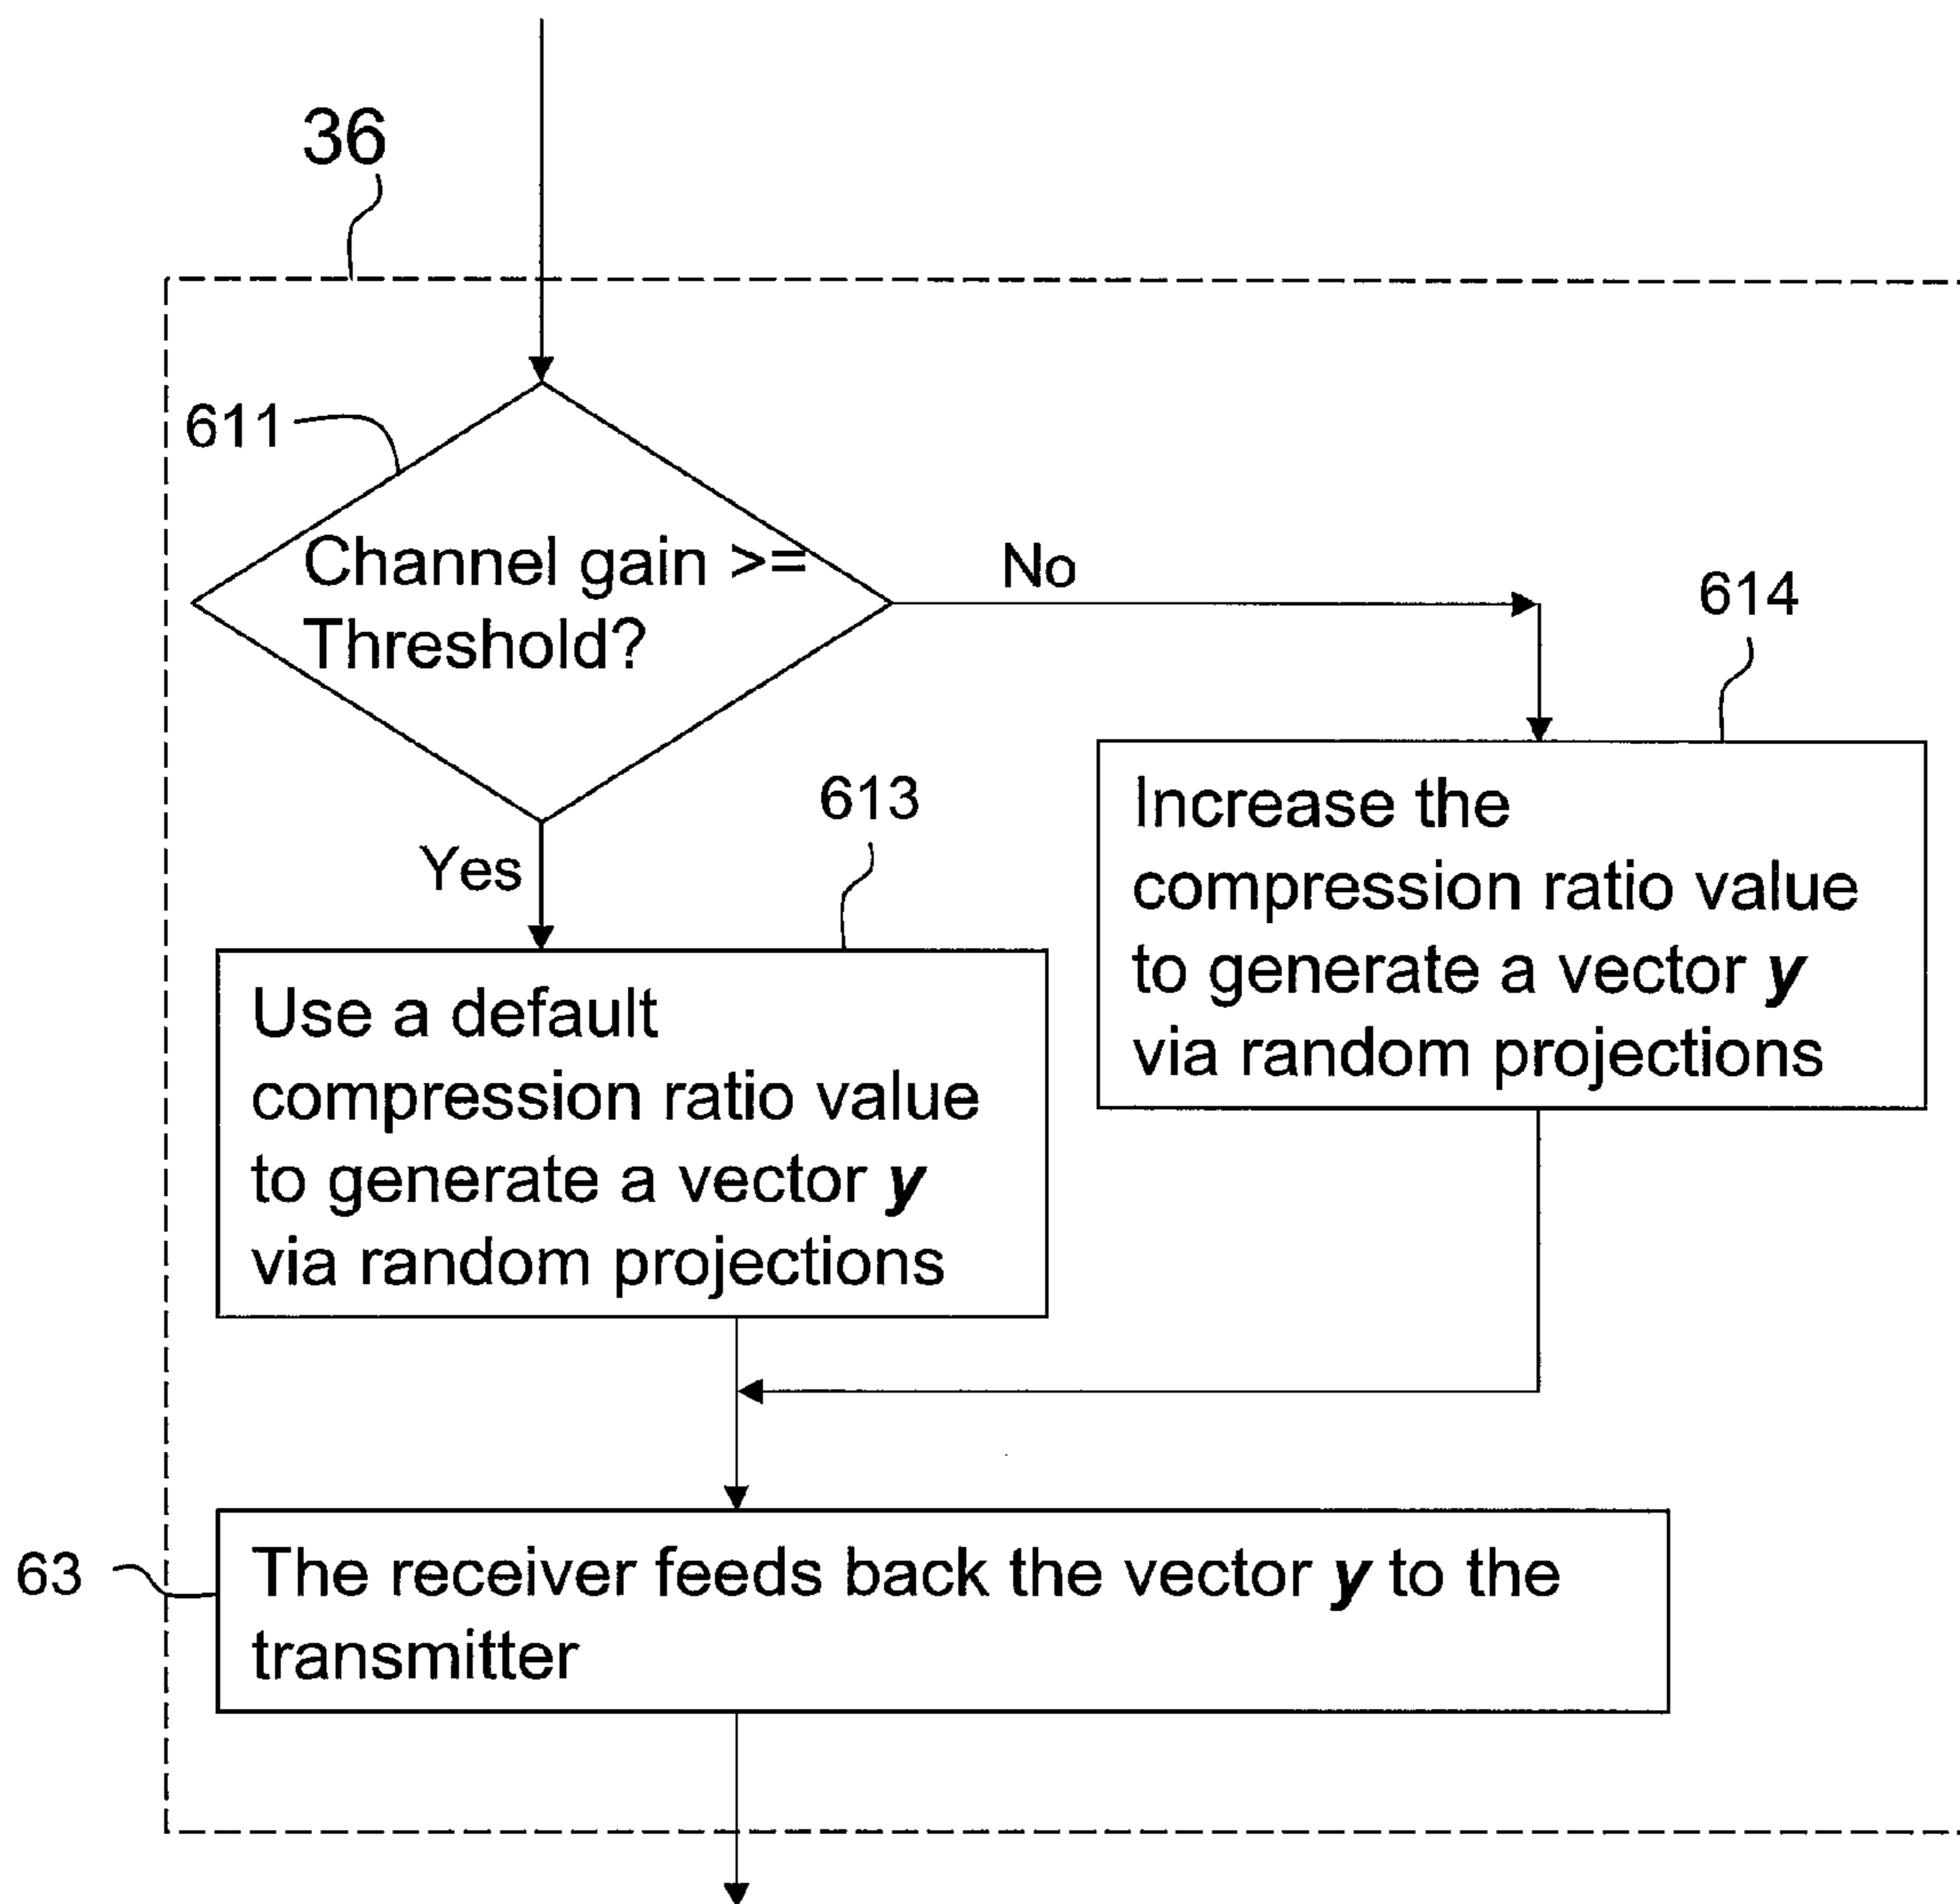 36
611
Channel gain >=
Threshold?
No
614
Yes
613
Increase the
compression ratio value
to generate a vector y
via random projections
Use a default
compression ratio value
to generate a vector y
via random projections
63
The receiver feeds back the vector y to the
transmitter